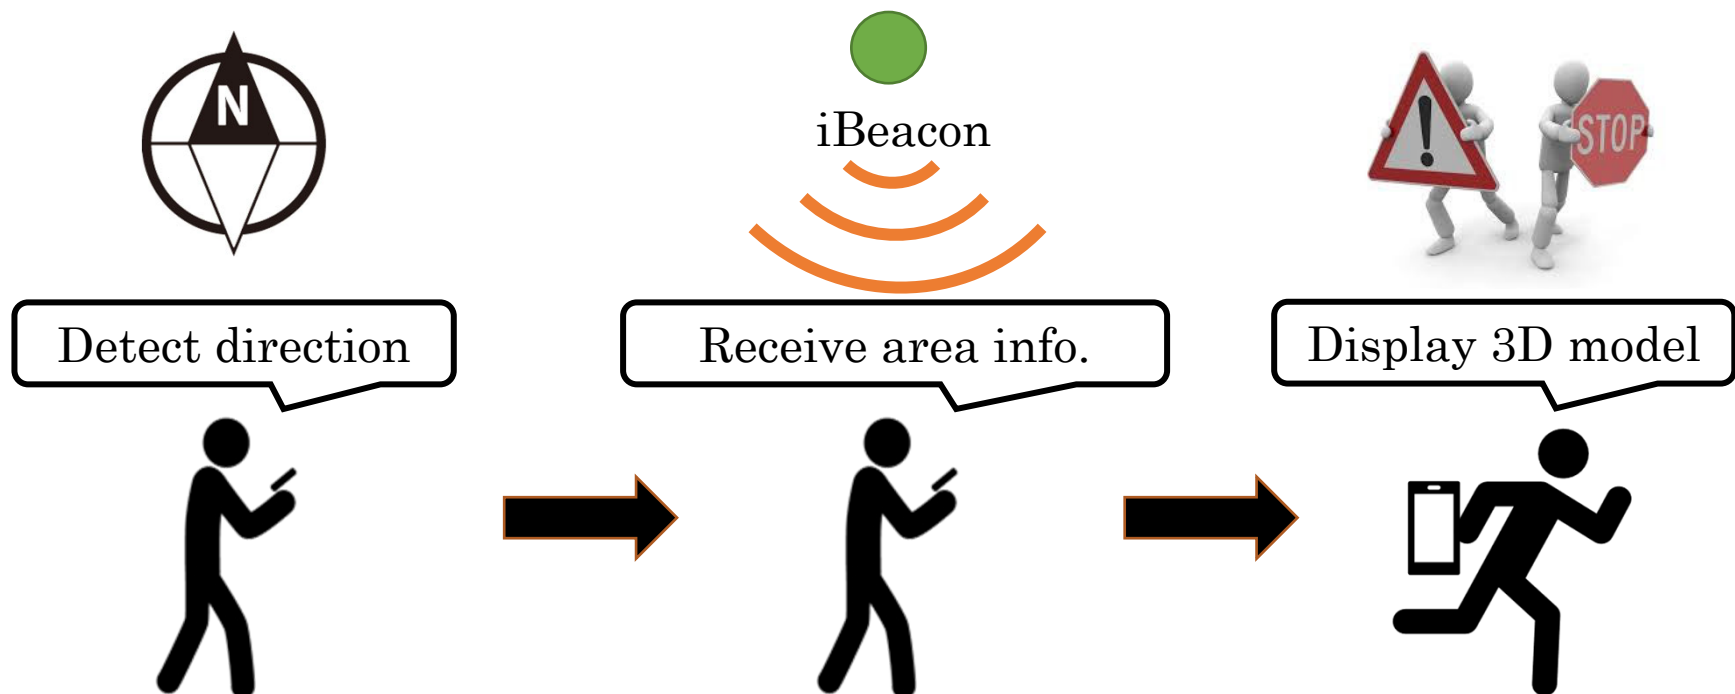 N
iBeacon
STOP
Detect direction
Receive area info.
Display 3D model